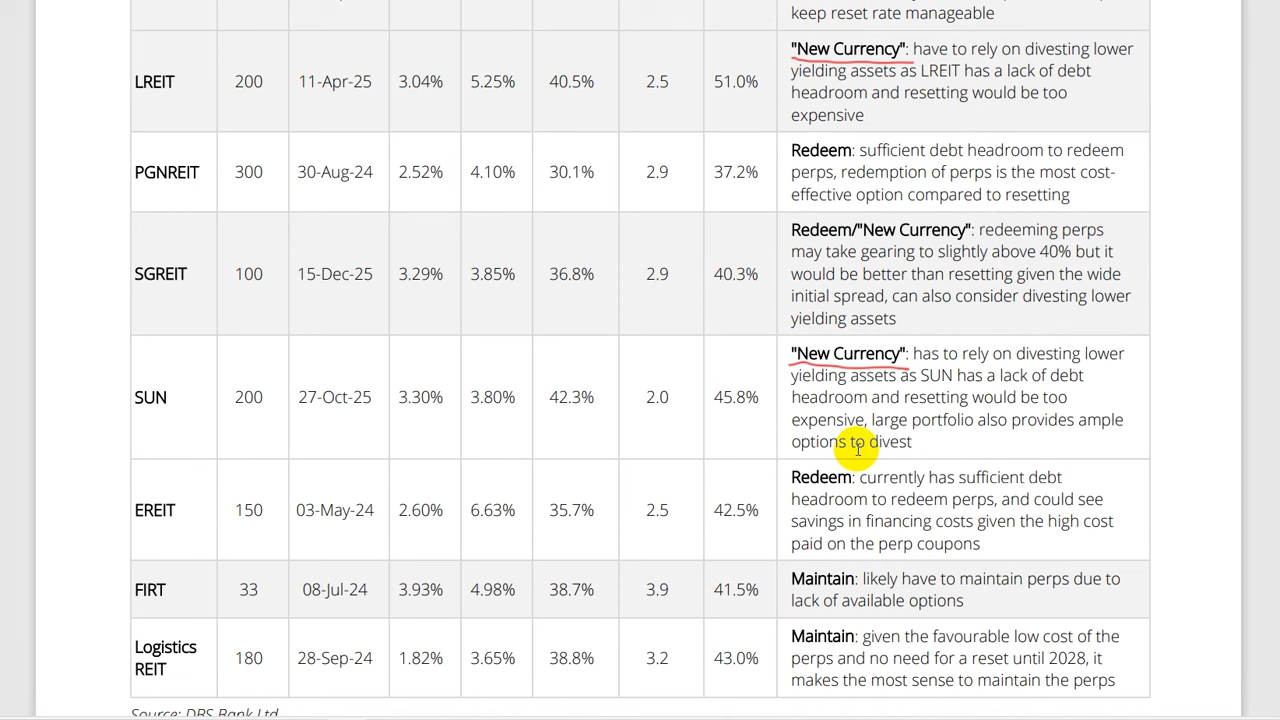 keep reset rate manageable
LREIT 200 11-Apr-25 3.04% 5.25% 40.5% 2.5 51.0% "New Currency": have to rely on divesting lower
yielding assets as LREIT has a lack of debt
headroom and resetting would be too
expensive
PGNREIT 300 30-Aug-24 2.52% 4.10% 30.1% 2.9 37.2% Redeem: sufficient debt headroom to redeem
perps, redemption of perps is the most cost-
effective option compared to resetting
SGREIT 100 15-Dec-25 3.29% 3.85% 36.8% 2.9 40.3% Redeem/"New Currency": redeeming perps
may take gearing to slightly above 40% but it
would be better than resetting given the wide
initial spread, can also consider divesting lower
yielding assets
SUN 200 27-Oct-25 3.30% 3.80% 42.3% 2.0 45.8% "New Currency": has to rely on divesting lower
yielding assets as SUN has a lack of debt
headroom and resetting would be too
expensive, large portfolio also provides ample
options to divest
EREIT 150 03-May-24 2.60% 6.63% 35.7% 2.5 42.5% Redeem: currently has sufficient debt
headroom to redeem perps, and could see
savings in financing costs given the high cost
paid on the perp coupons
FIRT 33 08-Jul-24 3.93% 4.98% 38.7% 3.9 41.5% Maintain: likely have to maintain perps due to
lack of available options
Logistics
REIT 180 28-Sep-24 1.82% 3.65% 38.8% 3.2 43.0% Maintain: given the favourable low cost of the
perps and no need for a reset until 2028, it
makes the most sense to maintain the perps
Source: DBS Bank Ltd